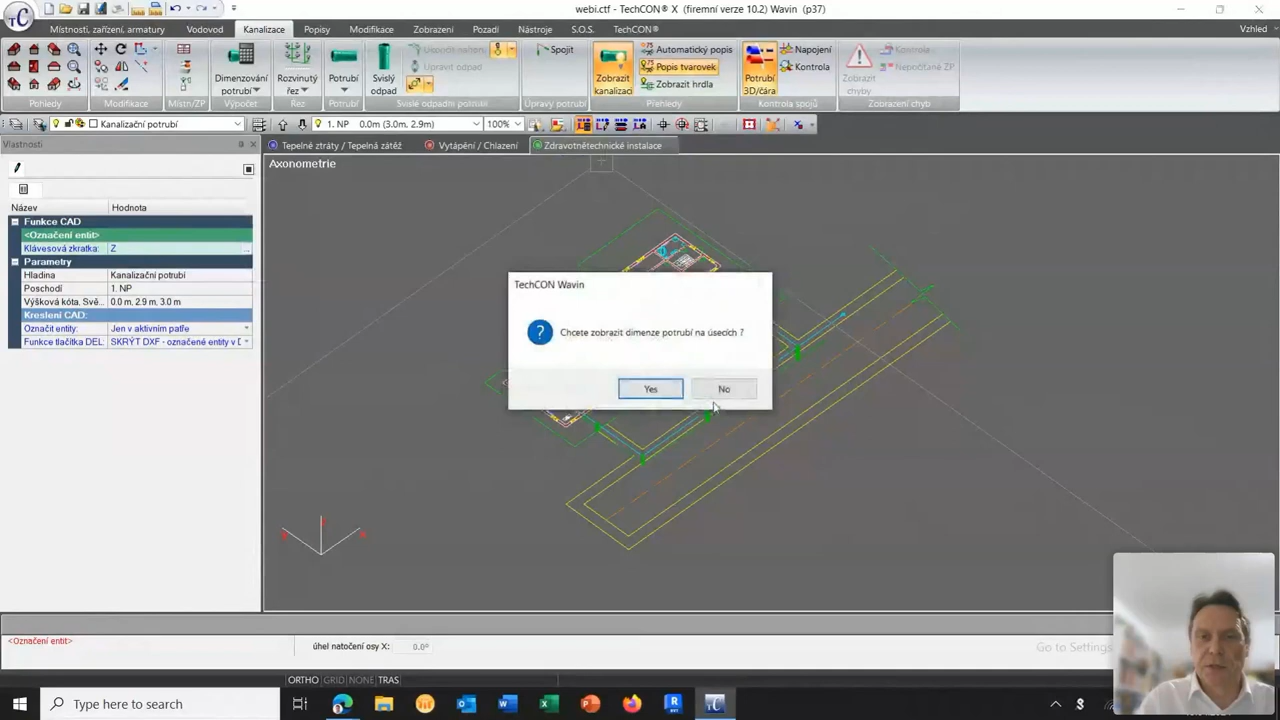 webi.ctf - TechCON® X (firemní verze 10.2) Wavin (p37)
Místnosti, zařízení, armatury Vodovod Kanalizace Popisy Modifikace Zobrazení Pozadí Nástroje S.O.S. TechCON® Vzhled
Dimenzování potrubí
Rozvinutý řez
Potrubí
Svislý odpad
Upravit odpad
Spojit
Zobrazit kanalizaci
Automatický popis
Popis tvarovek
Zobrazit hrdla
Potrubí 3D/čára
Napojení
Kontrola
Zobrazit chyby
Kontrola
Nepočítané ZP
Pohledy Modifikace Místn/ZP Výpočet Řez Potrubí Svislé odpadní potrubí Úpravy potrubí Přehledy Kontrola spojů Zobrazení chyb
Kanalizační potrubí 1. NP 0.0m (3.0m, 2.9m) 100%
Vlastnosti
Tepelné ztráty / Tepelná zátěž Vytápění / Chlazení Zdravotnětechnické instalace
Axonometrie
Název Hodnota
Funkce CAD
<Označení entit>
Klávesová zkratka: Z ...
Parametry
Hladina Kanalizační potrubí
Poschodí 1. NP
Výšková kóta. Svě... 0.0 m, 2.9 m, 3.0 m
Kreslení CAD:
Označit entity: Jen v aktivním patře
Funkce tlačítka DEL: SKRÝT DXF - označené entity v D
TechCON Wavin
Chcete zobrazit dimenze potrubí na úsecích ?
Yes No
<Označení entit> úhel natočení osy X: 0.0°
Go to Settings
ORTHO GRID NONE TRAS
Type here to search